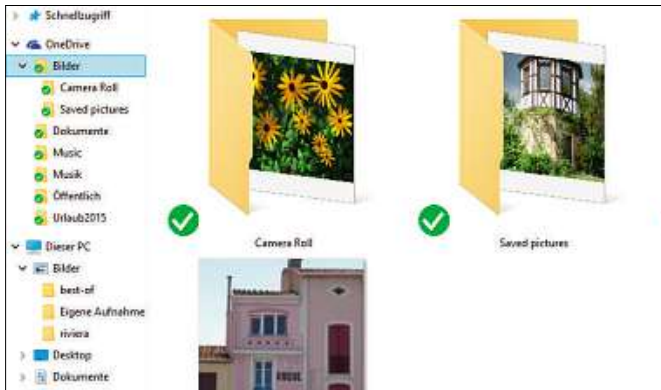 Schnellzugriff
OneDrive
Bilder
Camera Roll
Saved pictures
Dokumente
Music
Musik
Öffentlich
Urlaub2015
Dieser PC
Bilder
best-of
Eigene Aufnahme
riviera
Desktop
Dokumente
Camera Roll
Saved pictures